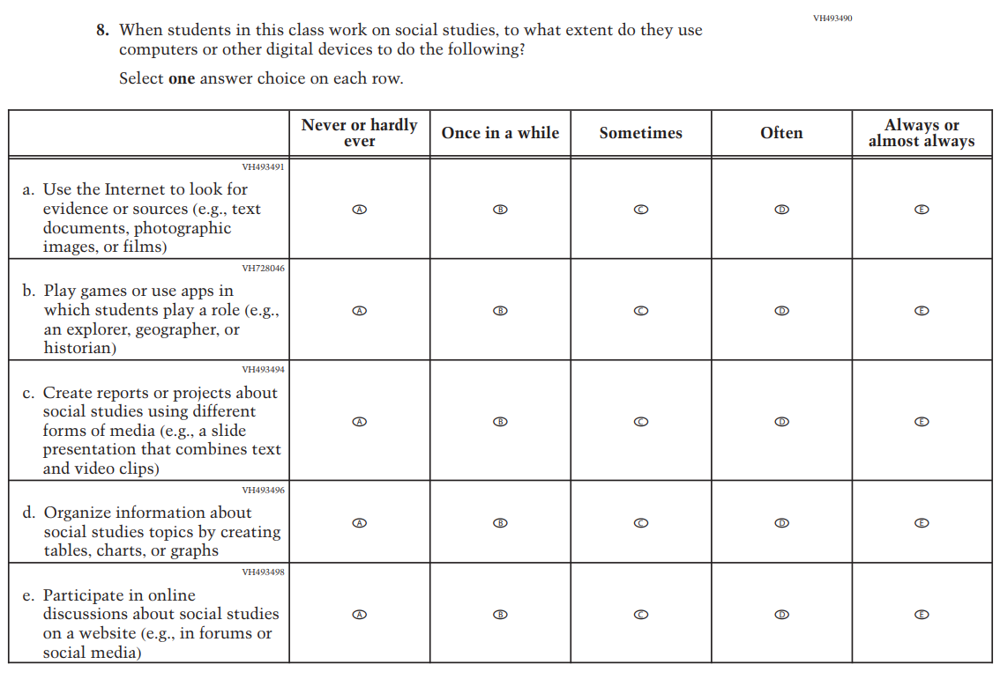 VH493490
8. When students in this class work on social studies, to what extent do they use
computers or other digital devices to do the following?
Select one answer choice on each row.
Never or hardly
ever
Once in a while
Sometimes
Often
Always or
almost always
VH493491
a. Use the Internet to look for
evidence or sources (e.g., text
documents, photographic
images, or films)
A B C D E
VH728046
b. Play games or use apps in
which students play a role (e.g.,
an explorer, geographer, or
historian)
A B C D E
VH493494
c. Create reports or projects about
social studies using different
forms of media (e.g., a slide
presentation that combines text
and video clips)
A B C D E
VH493496
d. Organize information about
social studies topics by creating
tables, charts, or graphs
A B C D E
VH493498
e. Participate in online
discussions about social studies
on a website (e.g., in forums or
social media)
A B C D E